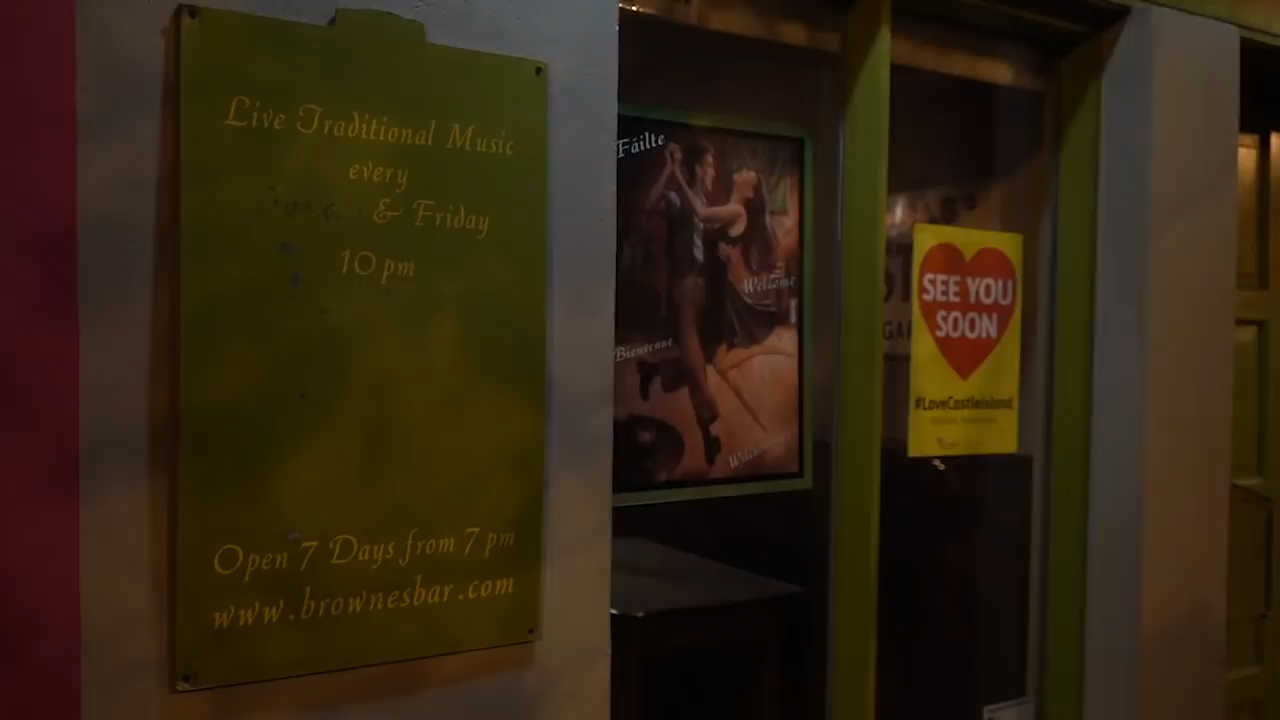 Live Traditional Music
every
& Friday
10 pm
Open 7 Days from 7 pm
www.brownesbar.com
Fáilte
Welcome
Bienvenue
SEE YOU
SOON
#LoveCastleisland